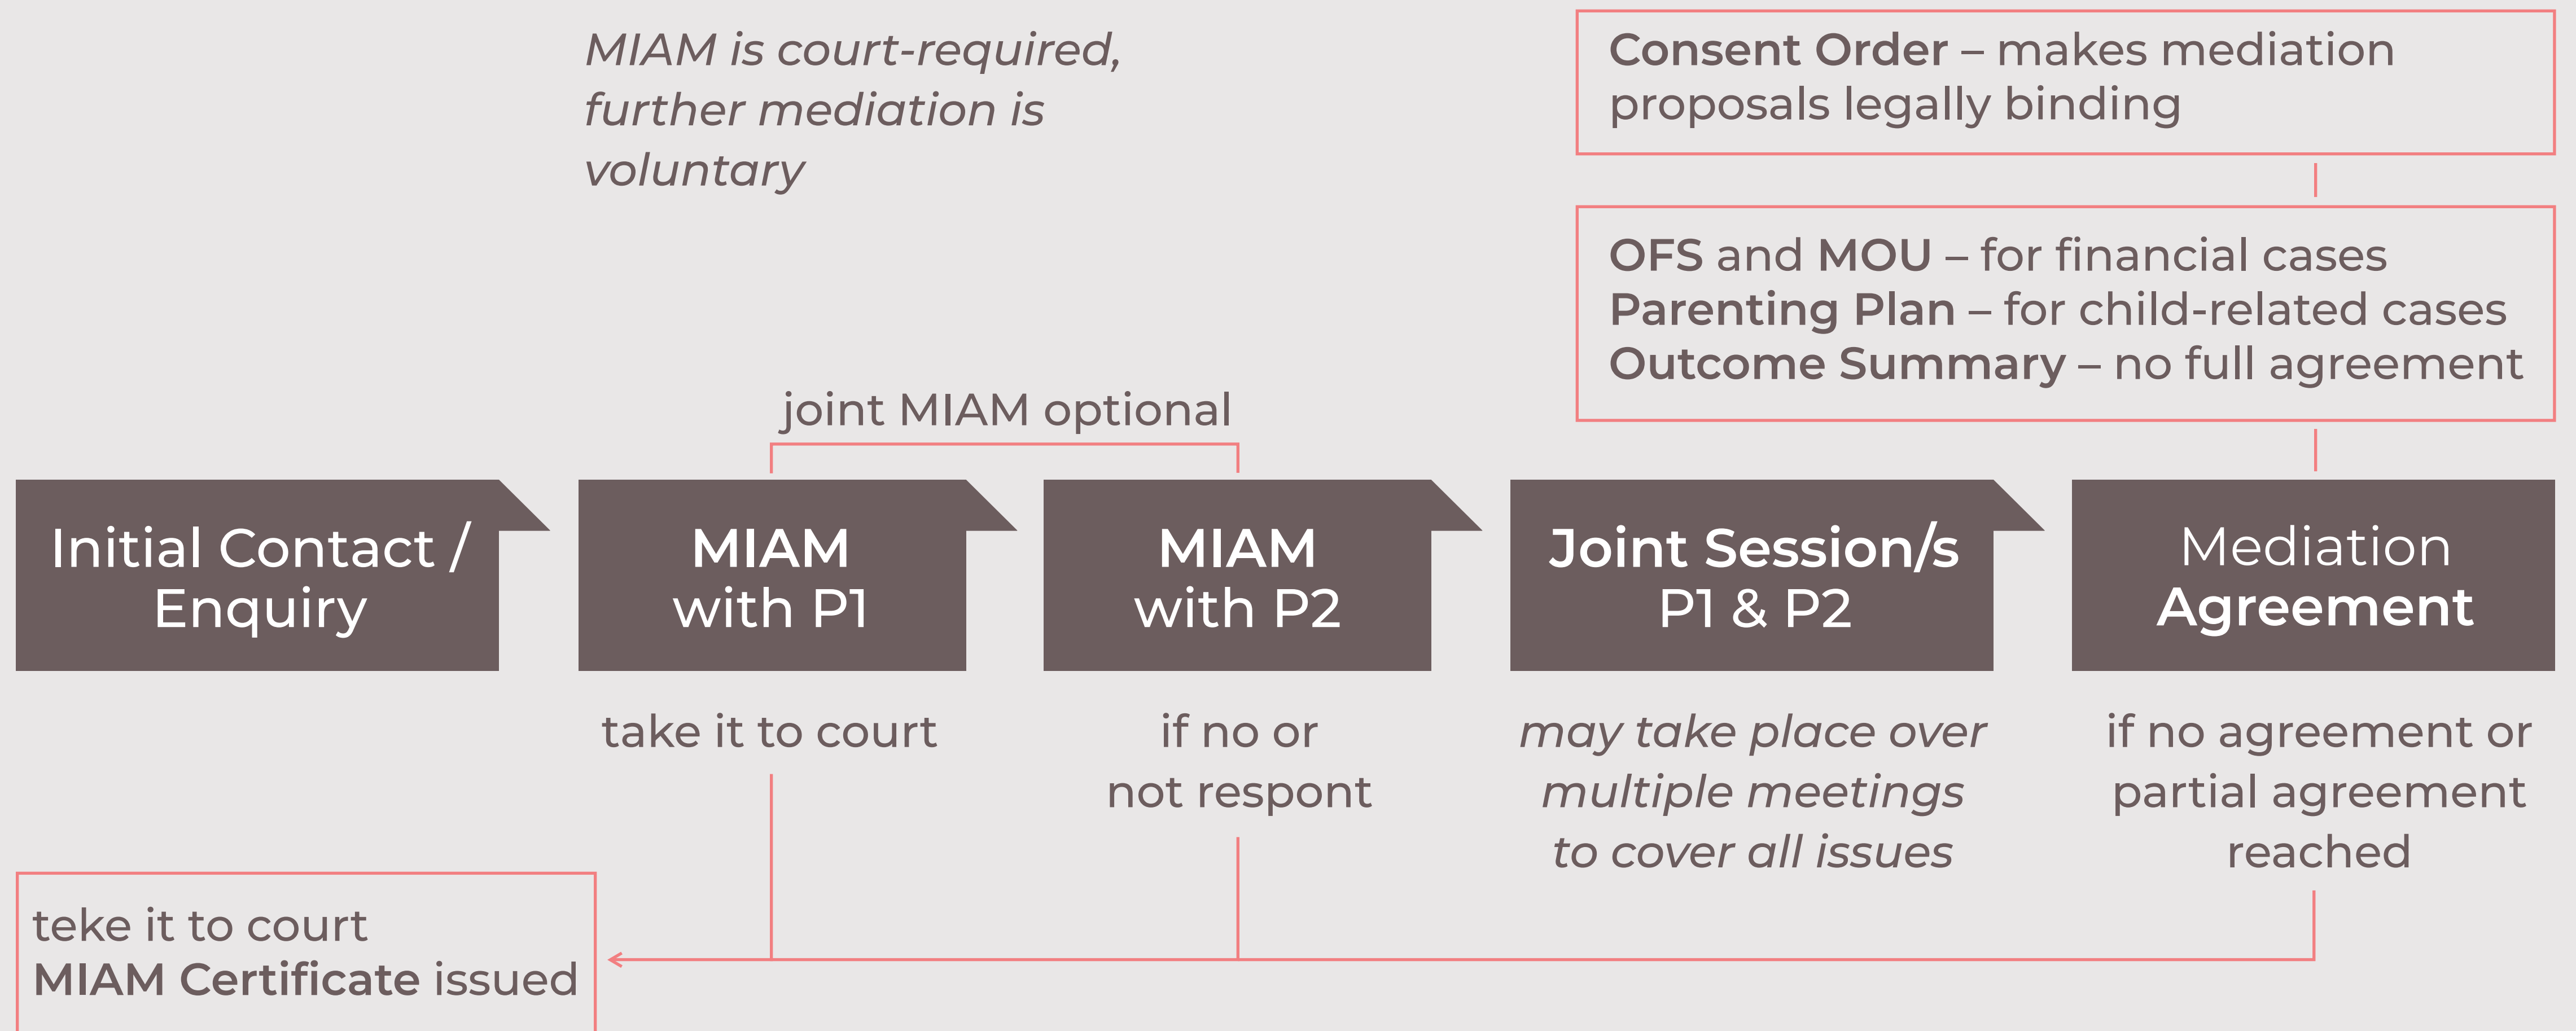 MIAM is court-required,
further mediation is
voluntary
Consent Order – makes mediation
proposals legally binding
OFS and MOU – for financial cases
Parenting Plan – for child-related cases
Outcome Summary – no full agreement
joint MIAM optional
Initial Contact /
Enquiry
MIAM
with P1
MIAM
with P2
Joint Session/s
P1 & P2
Mediation
Agreement
take it to court
if no or
not respont
may take place over
multiple meetings
to cover all issues
if no agreement or
partial agreement
reached
teke it to court
MIAM Certificate issued